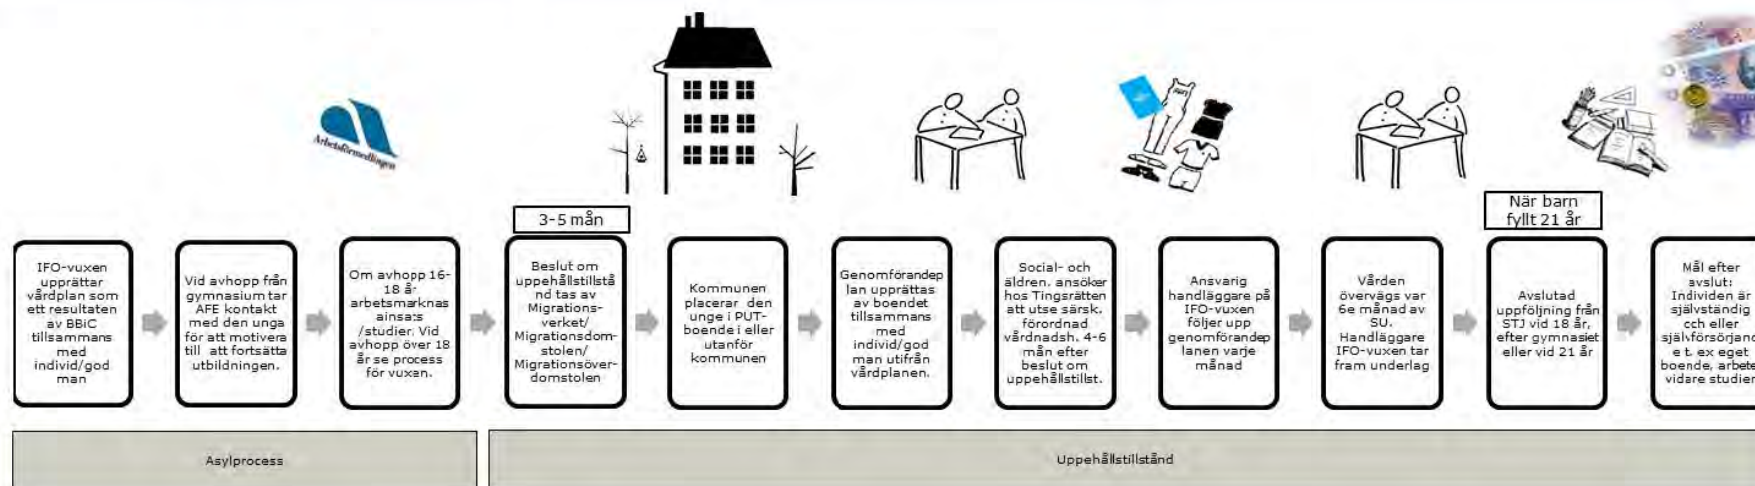 Arbetsförmedlingen
3-5 mån
När barn
fyllt 21 år
IFO-vuxen
upprättar
vårdplan som
ett resultaten
av BBiC
tillsammans
med
individ/god
man
Vid avhopp från
gymnasium tar
AFE kontakt
med den unga
för att motivera
till att fortsätta
utbildningen.
Om avhopp 16-
18 år
arbetsmarknas
ainsats
/studier. Vid
avhopp över 18
år se process
för vuxen.
Beslut om
uppehållstillstå
nd tas av
Migrations-
verket/
Migrationsdom-
stolen/
Migrationsöver-
domstolen
Kommunen
placerar den
unge i PUT-
boende i eller
utanför
kommunen
Genomförandep
lan upprättas
av boendet
tillsammans
med
individ/god
man utifrån
vårdplanen.
Social- och
äldren. ansöker
hos Tingsrätten
att utse särsk.
förordnad
vårdnadsh. 4-6
mån efter
beslut om
uppehållstillst.
Ansvarig
handläggare på
IFO-vuxen
följer upp
genomförandep
lanen varje
månad
Vården
övervägs var
6e månad av
SU.
Handläggare
IFO-vuxen tar
fram underlag
Avslutad
uppföljning från
STJ vid 18 år,
efter gymnasiet
eller vid 21 år
Mål efter
avslut:
Individen är
självständig
och eller
självförsörjand
e t. ex eget
boende, arbete
vidare studier
Asylprocess
Uppehållstillstånd